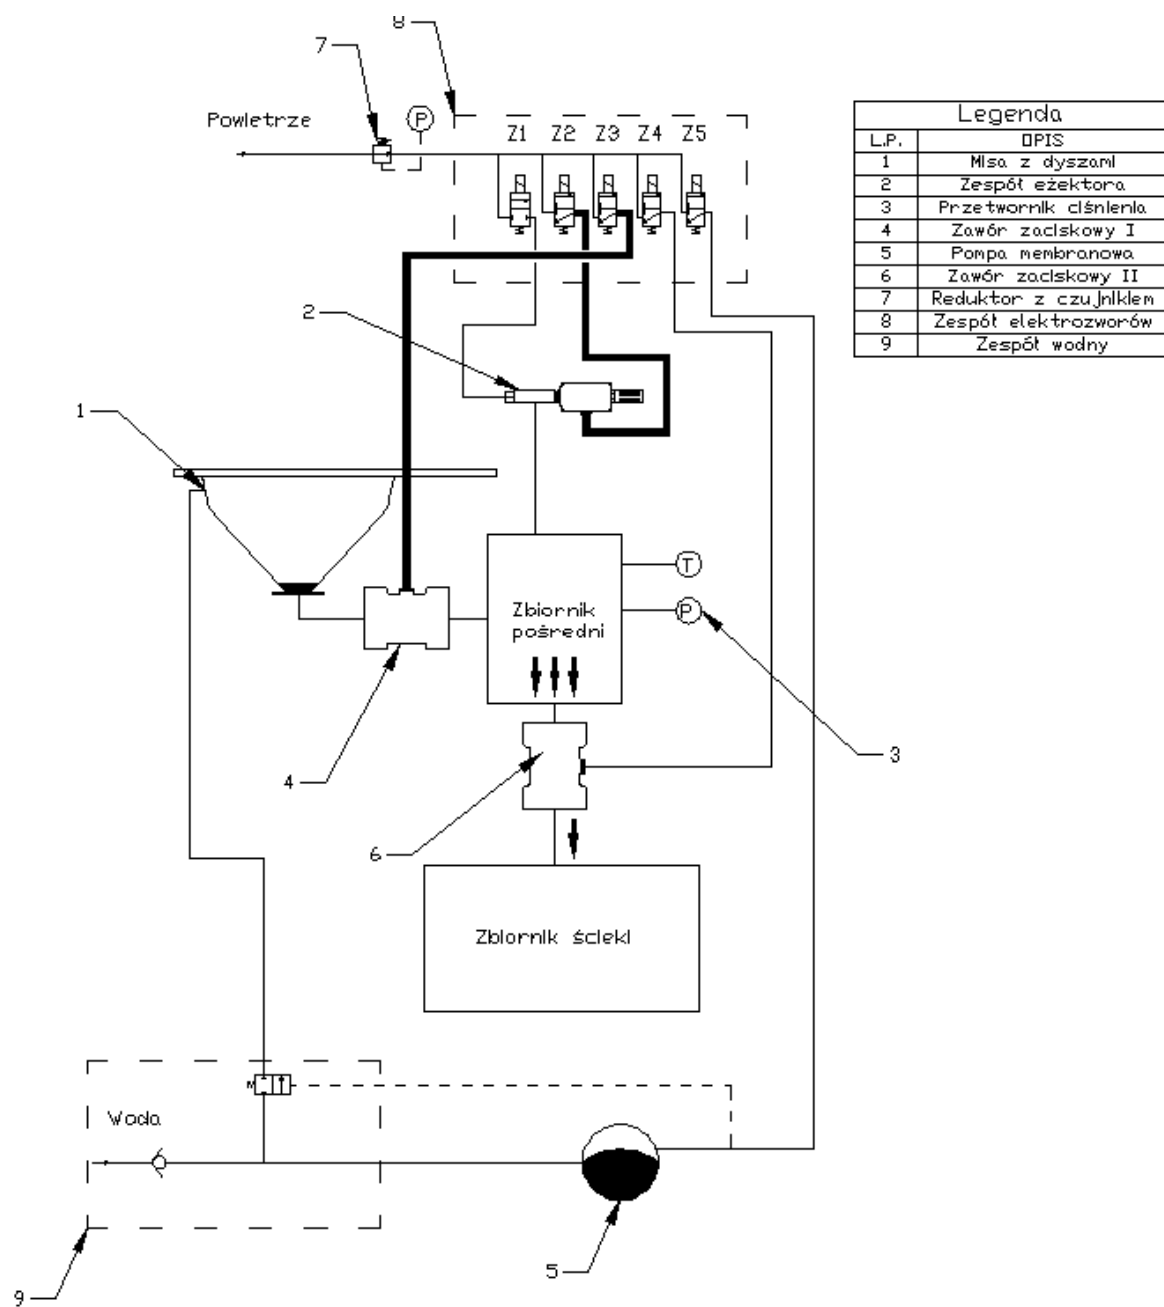 8
7
Powietrze
P
Z1 Z2 Z3 Z4 Z5
Legenda
L.P. OPIS
1 Misa z dyszami
2 Zespół eżektora
3 Przetwornik ciśnienia
4 Zawór zaciskowy I
5 Pompa membranowa
6 Zawór zaciskowy II
7 Reduktor z czujnikiem
8 Zespół elektrozworów
9 Zespół wodny
2
1
T
Zbiornik
pośredni
P
3
4
6
Zbiornik ścieki
Woda
5
9